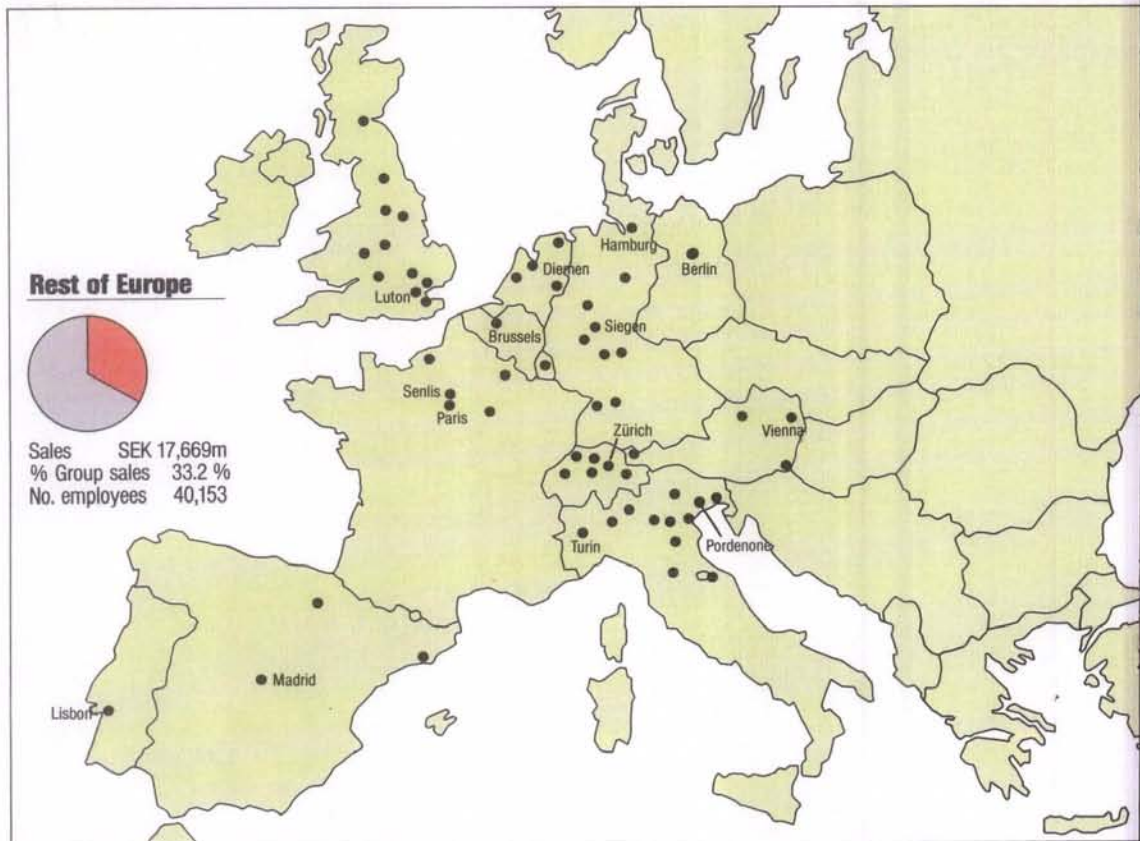 Hamburg
Diemen
Berlin
Rest of Europe
Luton
Siegen
Brussels
Senlis
Paris
Zürich
Vienna
Sales SEK 17,669m
% Group sales 33.2 %
No. employees 40,153
Turin
Pordenone
Madrid
Lisbon